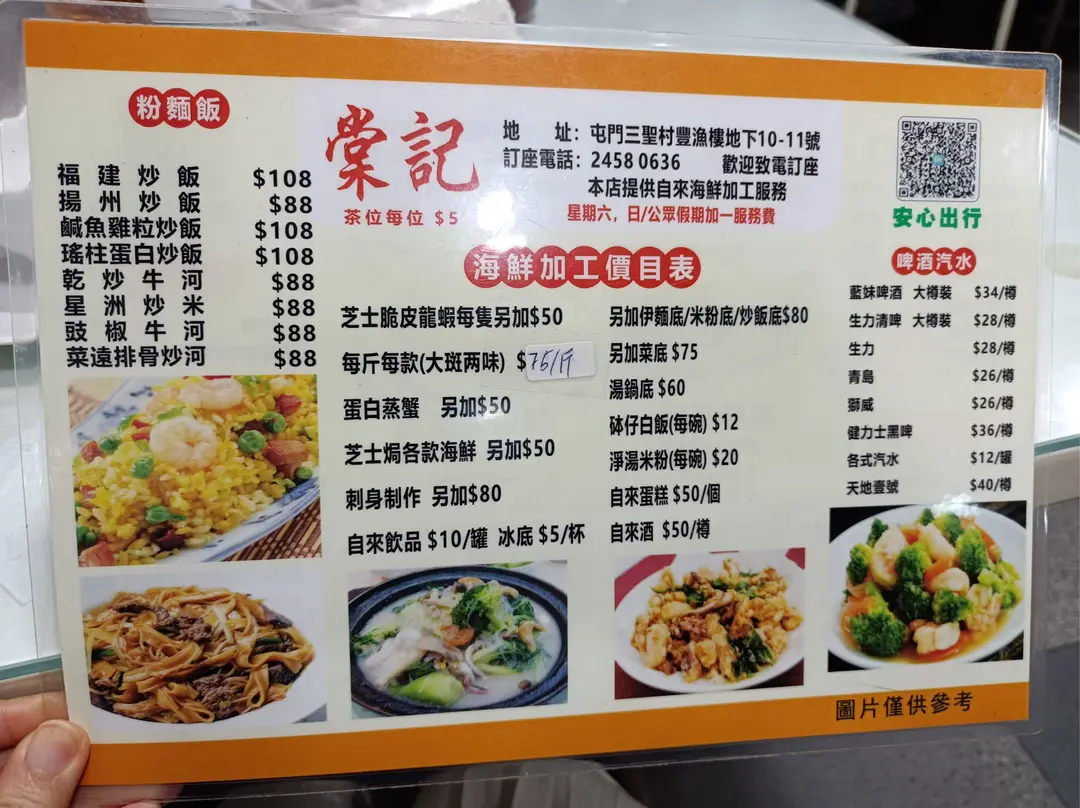 粉麵飯
福建炒飯 $108
揚州炒飯 $88
鹹魚雞粒炒飯 $108
瑤柱蛋白炒飯 $108
乾炒牛河 $88
星洲炒米 $88
豉椒牛河 $88
菜遠排骨炒河 $88
棠記
茶位每位 $5
地 址：屯門三聖村豐漁樓地下10-11號
訂座電話：2458 0636 歡迎致電訂座
本店提供自來海鮮加工服務
星期六，日/公眾假期加一服務費
安心出行
海鮮加工價目表
芝士脆皮龍蝦每隻另加$50
每斤每款(大班两味) $76/斤
蛋白蒸蟹 另加$50
芝士焗各款海鮮 另加$50
刺身制作 另加$80
自來飲品 $10/罐 冰底 $5/杯
另加伊麵底/米粉底/炒飯底$80
另加菜底 $75
湯鍋底 $60
砵仔白飯(每碗) $12
淨湯米粉(每碗) $20
自來蛋糕 $50/個
自來酒 $50/樽
啤酒汽水
藍妹啤酒 大樽裝 $34/樽
生力清啤 大樽裝 $28/樽
生力 $28/樽
青島 $26/樽
獅威 $26/樽
健力士黑啤 $36/樽
各式汽水 $12/罐
天地壹號 $40/樽
圖片僅供參考